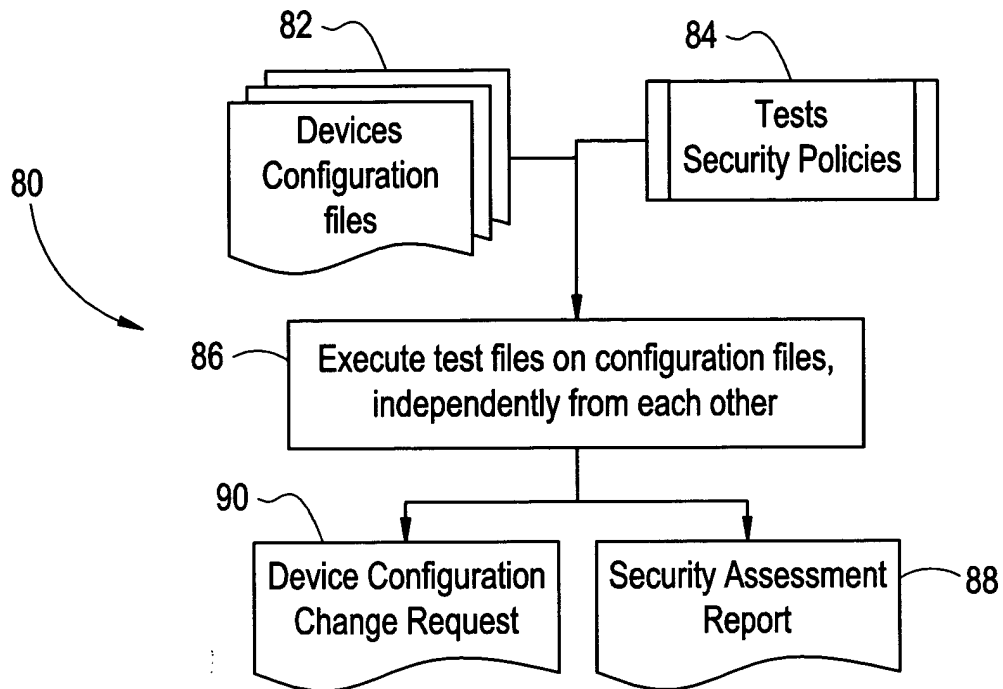 82
84
Devices
Configuration
files
Tests
Security Policies
80
86
Execute test files on configuration files,
independently from each other
90
Device Configuration
Change Request
Security Assessment
Report
88